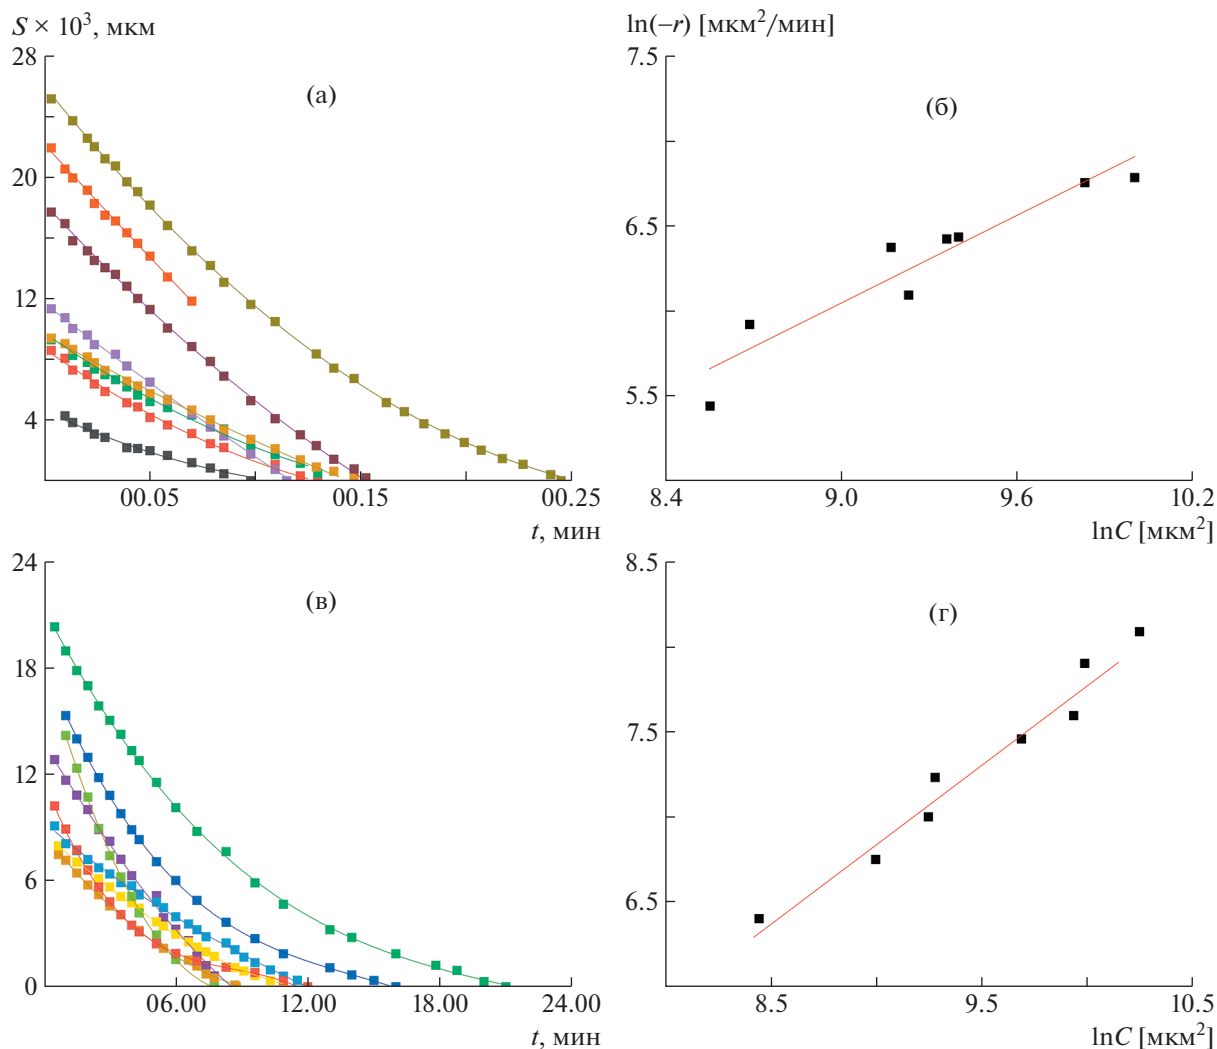 S × 10³, мкм
28
20
12
4
(а)
00.05 00.15 00.25
t, мин
ln(–r) [мкм²/мин]
7.5
6.5
5.5
(б)
8.4 9.0 9.6 10.2
lnC [мкм²]
24
18
12
6
0
(в)
06.00 12.00 18.00 24.00
t, мин
8.5
7.5
6.5
(г)
8.5 9.5 10.5
lnC [мкм²]